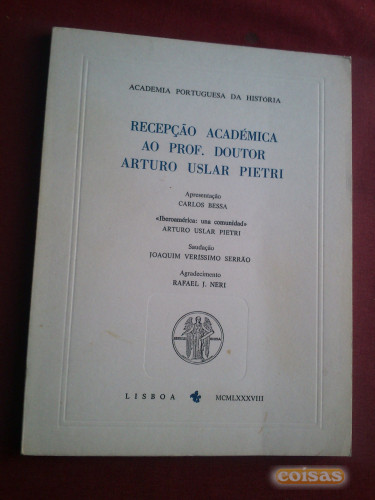 ACADEMIA PORTUGUESA DA HISTÓRIA
RECEPÇÃO ACADÉMICA
AO PROF. DOUTOR
ARTURO USLAR PIETRI
Apresentação
CARLOS BESSA
«Iberoamérica: una comunidad»
ARTURO USLAR PIETRI
Saudação
JOAQUIM VERÍSSIMO SERRÃO
Agradecimento
RAFAEL J. NERI
LISBOA MCMLXXXVIII
coisas